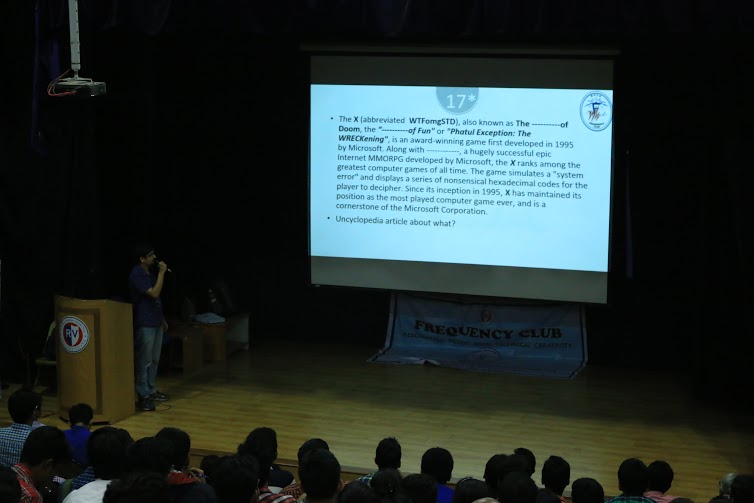 17*
• The X (abbreviated WTFomgSTD), also known as The ----------of
Doom, the "----------of Fun" or "Phatul Exception: The
WRECKening", is an award-winning game first developed in 1995
by Microsoft. Along with ------------, a hugely successful epic
Internet MMORPG developed by Microsoft, the X ranks among the
greatest computer games of all time. The game simulates a "system
error" and displays a series of nonsensical hexadecimal codes for the
player to decipher. Since its inception in 1995, X has maintained its
position as the most played computer game ever, and is a
cornerstone of the Microsoft Corporation.
• Uncyclopedia article about what?
RV
FREQUENCY CLUB
CREATIVITY